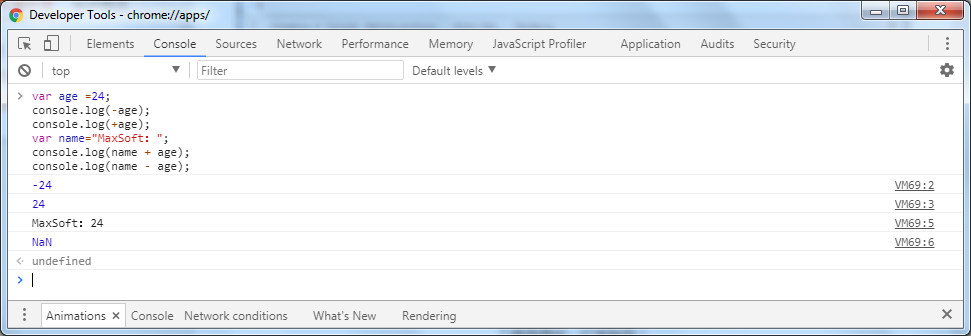 Developer Tools - chrome://apps/
Elements Console Sources Network Performance Memory JavaScript Profiler Application Audits Security
top Filter Default levels
var age =24;
console.log(-age);
console.log(+age);
var name="MaxSoft: ";
console.log(name + age);
console.log(name - age);
-24 VM69:2
24 VM69:3
MaxSoft: 24 VM69:5
NaN VM69:6
undefined
Animations Console Network conditions What's New Rendering